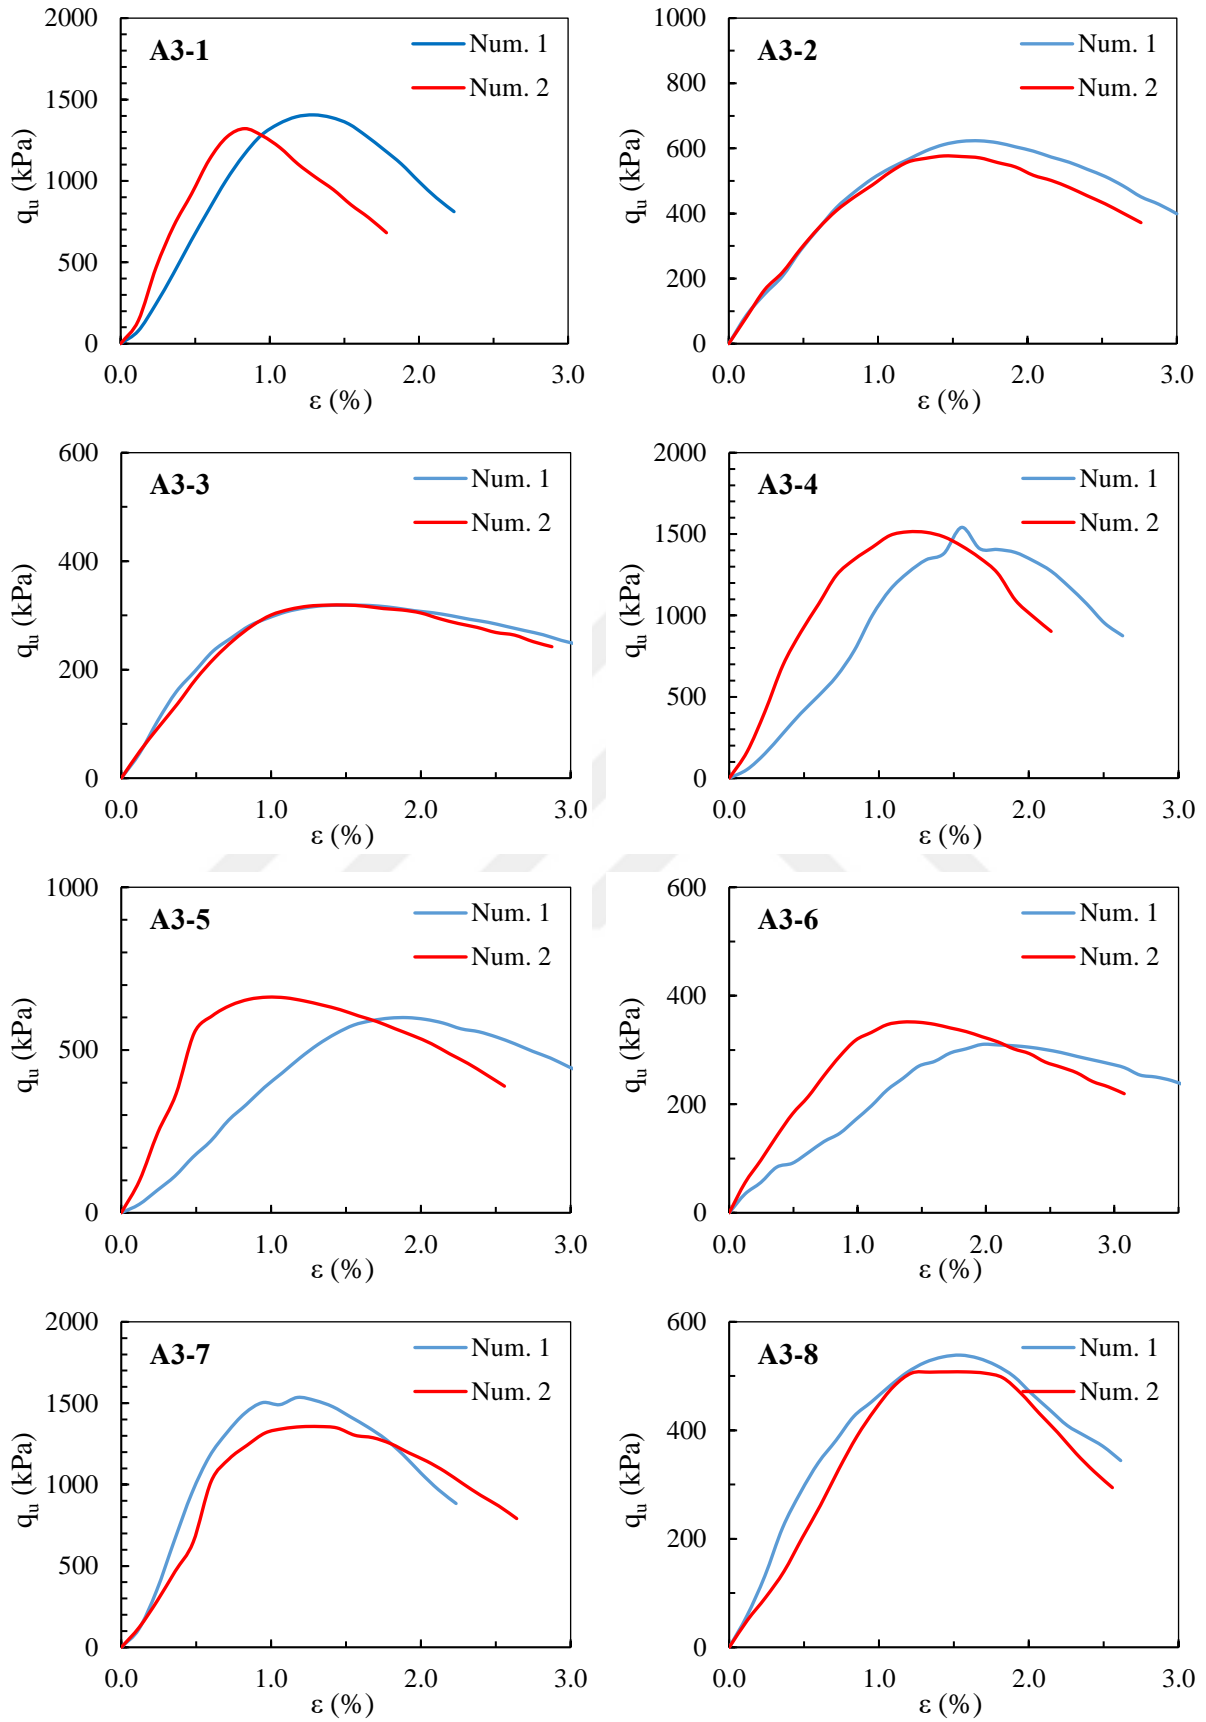 A3-1
Num. 1
Num. 2
2000
1500
1000
500
0
qu (kPa)
0.0 1.0 2.0 3.0
ε (%)
A3-2
Num. 1
Num. 2
1000
800
600
400
200
0
qu (kPa)
0.0 1.0 2.0 3.0
ε (%)
A3-3
Num. 1
Num. 2
600
400
200
0
qu (kPa)
0.0 1.0 2.0 3.0
ε (%)
A3-4
Num. 1
Num. 2
2000
1500
1000
500
0
qu (kPa)
0.0 1.0 2.0 3.0
ε (%)
A3-5
Num. 1
Num. 2
1000
500
0
qu (kPa)
0.0 1.0 2.0 3.0
ε (%)
A3-6
Num. 1
Num. 2
600
400
200
0
qu (kPa)
0.0 1.0 2.0 3.0
ε (%)
A3-7
Num. 1
Num. 2
2000
1500
1000
500
0
qu (kPa)
0.0 1.0 2.0 3.0
ε (%)
A3-8
Num. 1
Num. 2
600
400
200
0
qu (kPa)
0.0 1.0 2.0 3.0
ε (%)